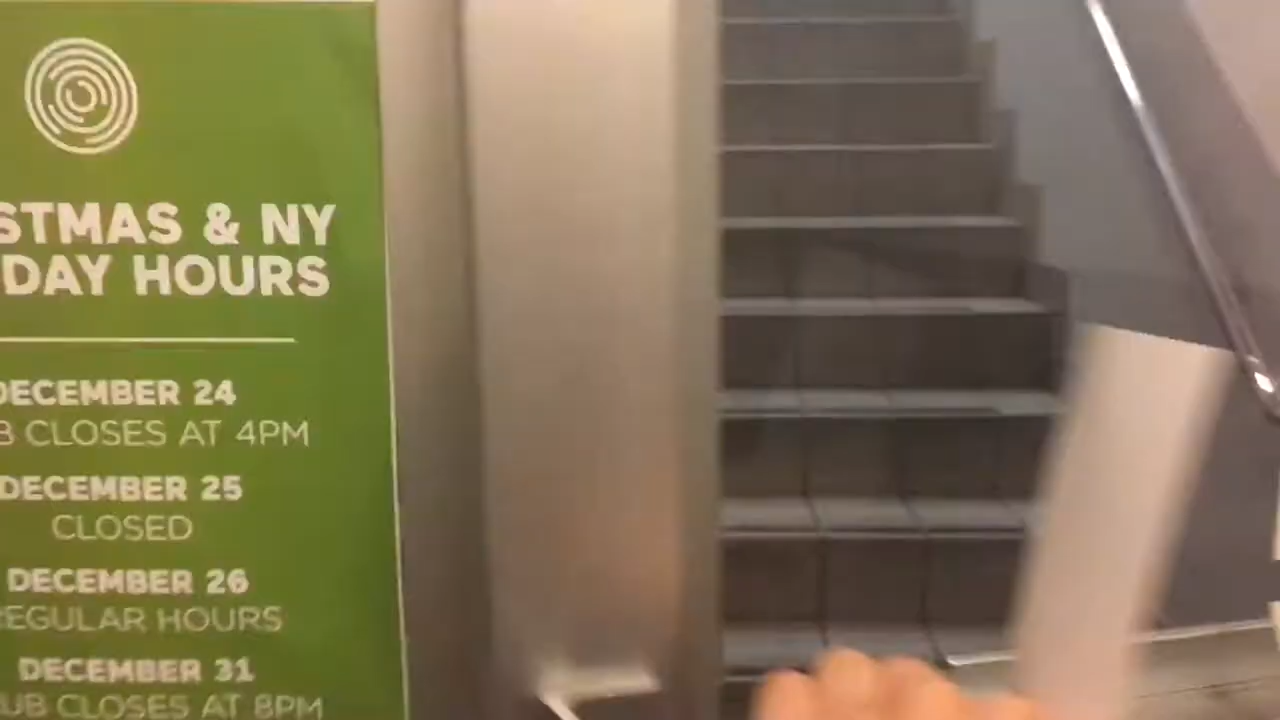 STMAS & NY
DAY HOURS
DECEMBER 24
B CLOSES AT 4PM
DECEMBER 25
CLOSED
DECEMBER 26
EGULAR HOURS
DECEMBER 31
UB CLOSES AT 8PM